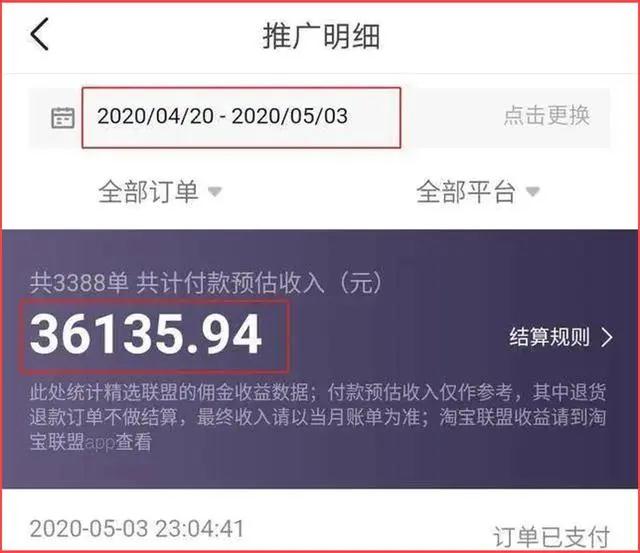 推广明细
2020/04/20 - 2020/05/03
点击更换
全部订单
全部平台
共3388单 共计付款预估收入（元）
36135.94
结算规则
此处统计精选联盟的佣金收益数据；付款预估收入仅作参考，其中退货
退款订单不做结算，最终收入请以当月账单为准；淘宝联盟收益请到淘
宝联盟app查看
2020-05-03 23:04:41
订单已支付